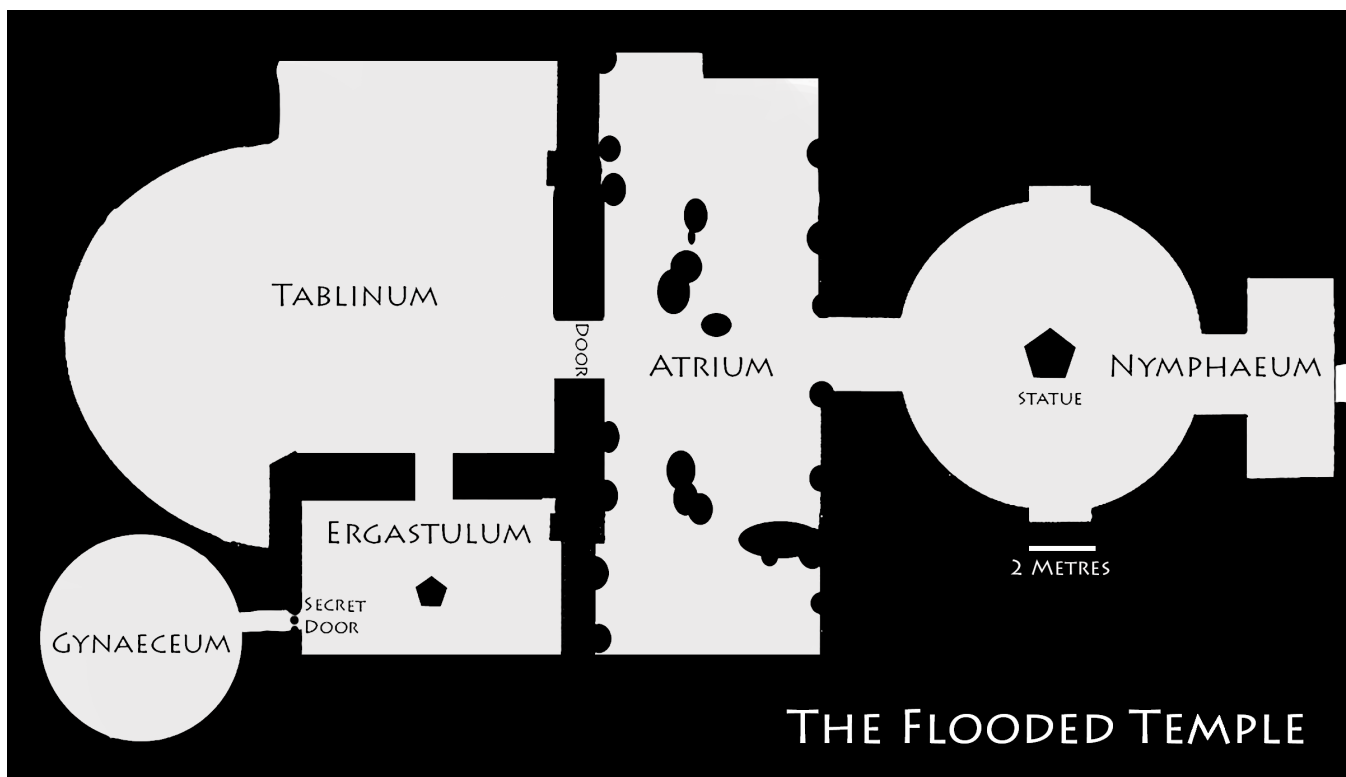 TABLINUM
DOOR
ATRIUM
NYMPHAEUM
STATUE
ERGASTULUM
2 METRES
SECRET
DOOR
GYNAECEUM
THE FLOODED TEMPLE